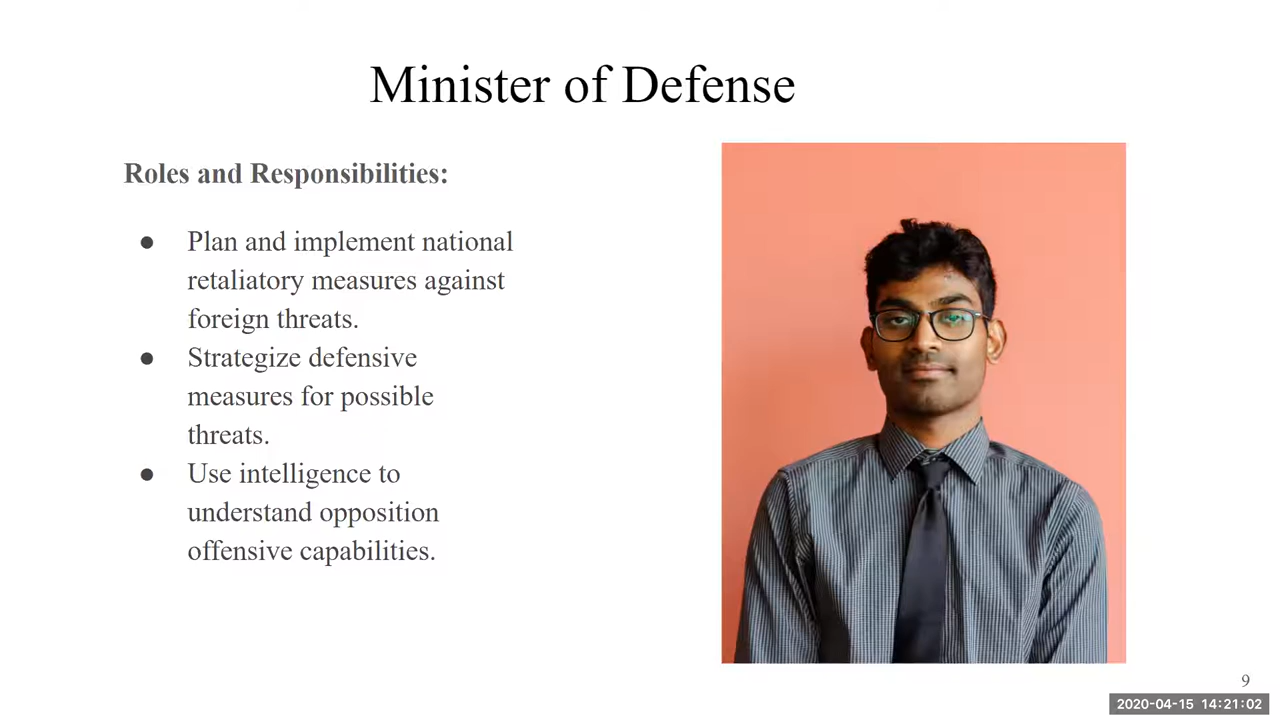 Minister of Defense
Roles and Responsibilities:
● Plan and implement national
retaliatory measures against
foreign threats.
● Strategize defensive
measures for possible
threats.
● Use intelligence to
understand opposition
offensive capabilities.
9
2020-04-15 14:21:02